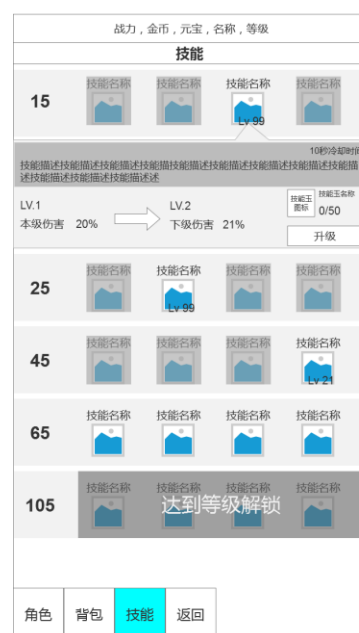 战力，金币，元宝，名称，等级
技能
15 技能名称 技能名称 技能名称 技能名称
Lv 99
10秒冷却时间
技能描述技能描述技能描述技能描技能描述技能描述技能描述技能描述技能描
述技能描述技能描述技能描述述
LV.1 LV.2 技能玉图标 技能玉名称
本级伤害 20% 下级伤害 21% 0/50
升级
25 技能名称 技能名称 技能名称 技能名称
Lv 99
45 技能名称 技能名称 技能名称 技能名称
Lv 21
65 技能名称 技能名称 技能名称 技能名称
105 技能名称 技能名称 技能名称 技能名称
达到等级解锁
角色 背包 技能 返回